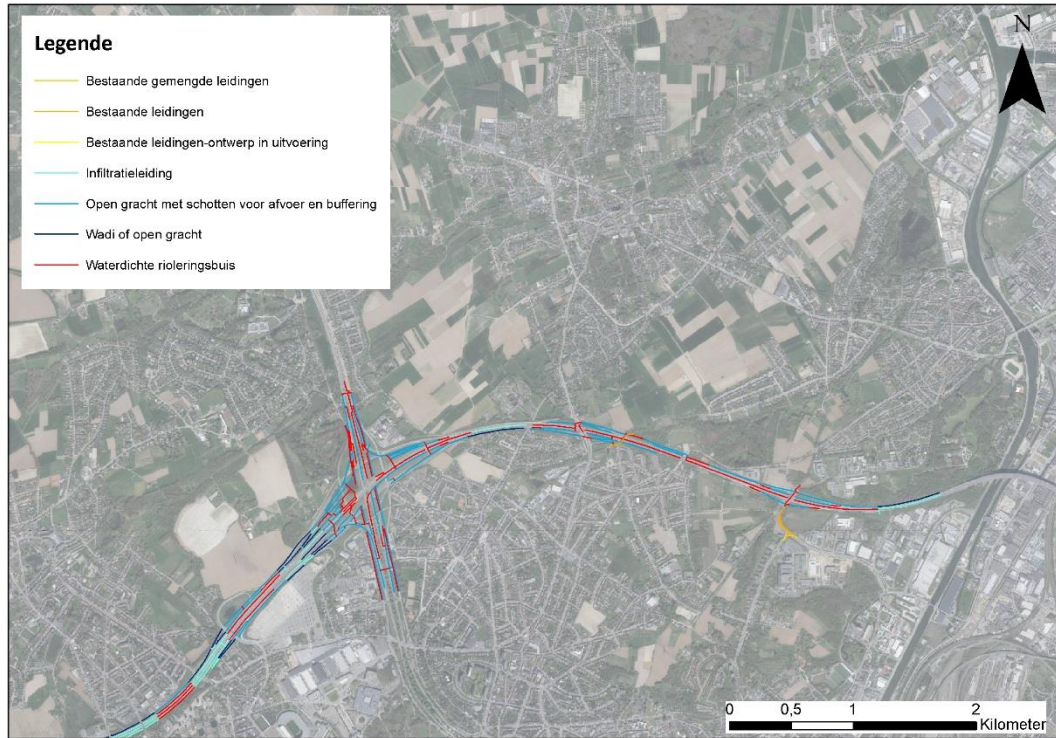 Legende
Bestaande gemengde leidingen
Bestaande leidingen
Bestaande leidingen-ontwerp in uitvoering
Infiltratieleiding
Open gracht met schotten voor afvoer en buffering
Wadi of open gracht
Waterdichte rioleringsbuis
N
0 0,5 1 2
Kilometer